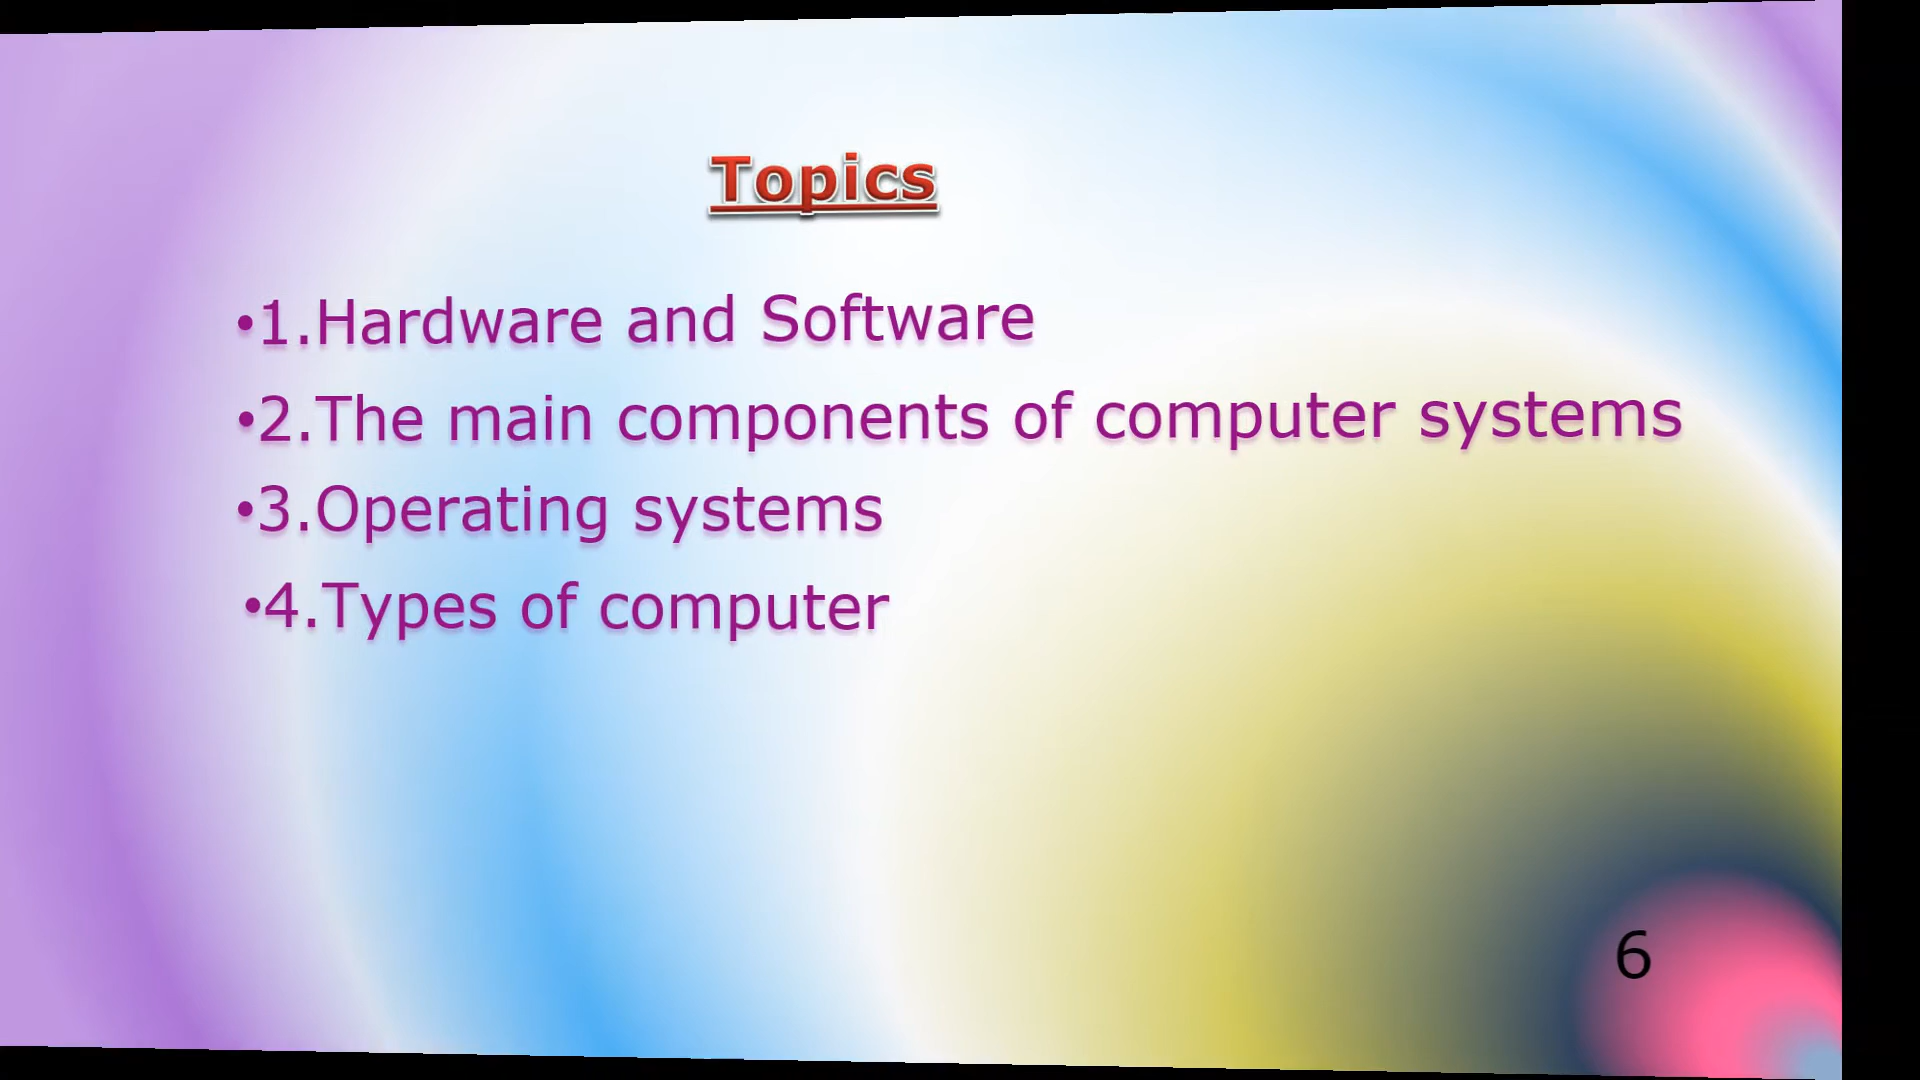 Topics
•1.Hardware and Software
•2.The main components of computer systems
•3.Operating systems
•4.Types of computer
6